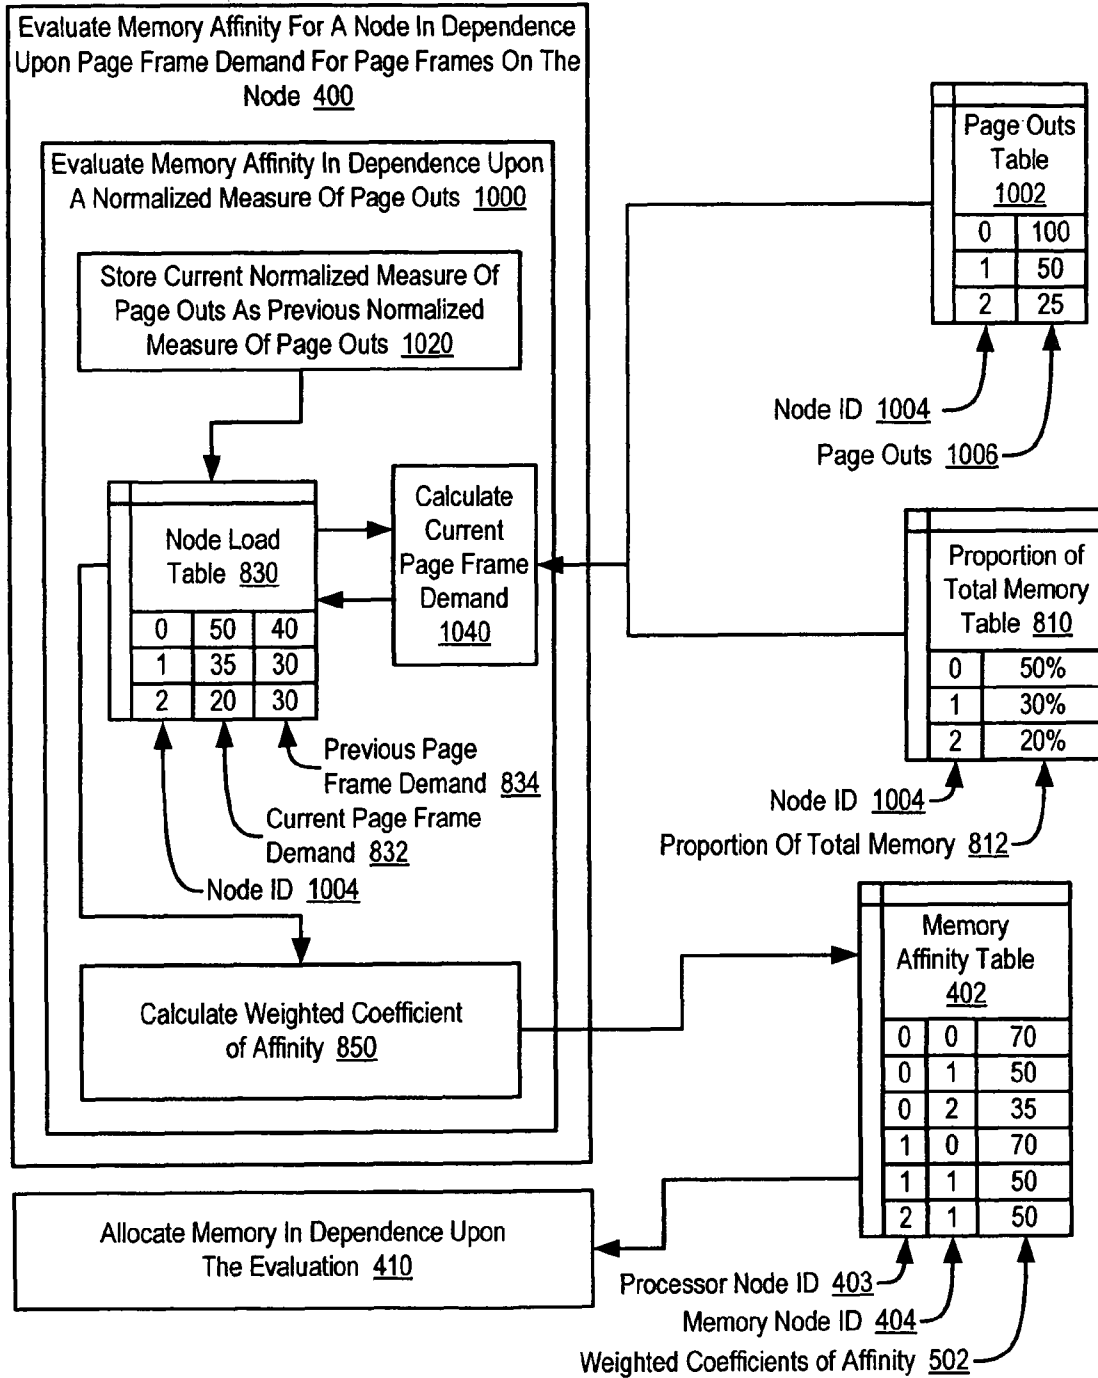 Evaluate Memory Affinity For A Node In Dependence
Upon Page Frame Demand For Page Frames On The
Node 400
Evaluate Memory Affinity In Dependence Upon
A Normalized Measure Of Page Outs 1000
Store Current Normalized Measure Of
Page Outs As Previous Normalized
Measure Of Page Outs 1020
Node Load
Table 830
0 50 40
1 35 30
2 20 30
Calculate
Current
Page Frame
Demand
1040
Previous Page
Frame Demand 834
Current Page Frame
Demand 832
Node ID 1004
Calculate Weighted Coefficient
of Affinity 850
Allocate Memory In Dependence Upon
The Evaluation 410
Page Outs
Table
1002
0 100
1 50
2 25
Node ID 1004
Page Outs 1006
Proportion of
Total Memory
Table 810
0 50%
1 30%
2 20%
Node ID 1004
Proportion Of Total Memory 812
Memory
Affinity Table
402
0 0 70
0 1 50
0 2 35
1 0 70
1 1 50
2 1 50
Processor Node ID 403
Memory Node ID 404
Weighted Coefficients of Affinity 502